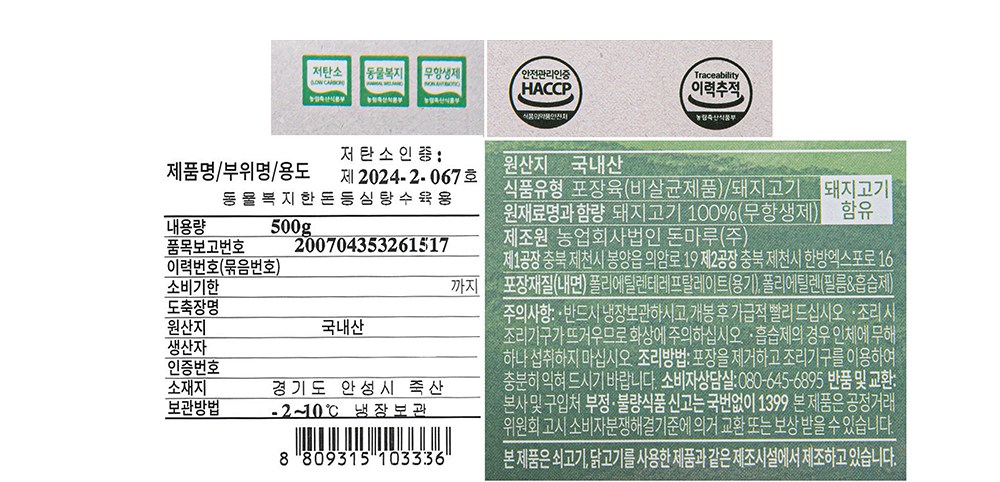 저탄소
(LOW CARBON)
농림축산식품부
동물복지
(ANIMAL WELFARE)
농림축산식품부
무항생제
(NON ANTIBIOTIC)
농림축산식품부
안전관리인증
HACCP
식품의약품안전처
Traceability
이력추적
농림축산식품부
저탄소인증:
제품명/부위명/용도 제 2024-2-067호
동물복지한돈등심탕수육용
내용량 500g
품목보고번호 200704353261517
이력번호(묶음번호)
소비기한 까지
도축장명
원산지 국내산
생산자
인증번호
소재지 경기도 안성시 죽산
보관방법 -2~10℃ 냉장보관
8 809315 103336
원산지 국내산
식품유형 포장육(비살균제품)/돼지고기
원재료명과 함량 돼지고기 100%(무항생제)
돼지고기
함유
제조원 농업회사법인 돈마루(주)
제1공장 충북 제천시 봉양읍 의암로 19 제2공장 충북 제천시 한방엑스포로 16
포장재질(내면) 폴리에틸렌테레프탈레이트(용기), 폴리에틸렌(필름&흡습제)
주의사항: ·반드시 냉장보관하시고, 개봉 후 가급적 빨리 드십시오. ·조리 시
조리기구가 뜨거우므로 화상에 주의하십시오. ·흡습제의 경우 인체에 무해
하나 섭취하지 마십시오. 조리방법: 포장을 제거하고 조리기구를 이용하여
충분히 익혀 드시기 바랍니다. 소비자상담실: 080-645-6895 반품 및 교환:
본사 및 구입처 부정·불량식품 신고는 국번없이 1399 본 제품은 공정거래
위원회 고시 소비자분쟁해결기준에 의거 교환 또는 보상 받을 수 있습니다.
본 제품은 쇠고기, 닭고기를 사용한 제품과 같은 제조시설에서 제조하고 있습니다.